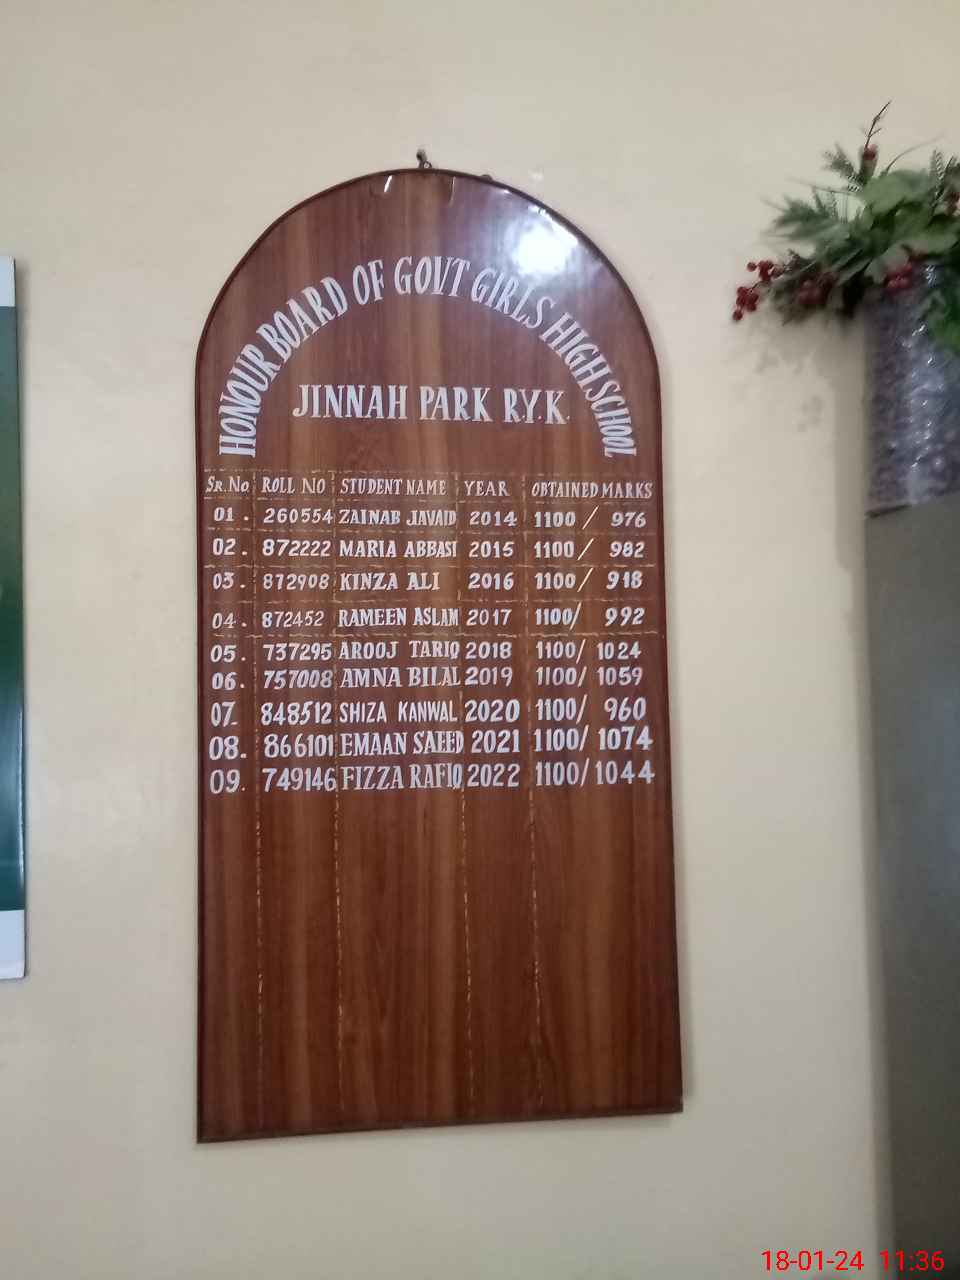 HONOUR BOARD OF GOVT GIRLS HIGH SCHOOL
JINNAH PARK R.Y.K.
SR.NO. ROLL NO STUDENT NAME YEAR OBTAINED MARKS
01. 260554 ZAINAB JAVAID 2014 1100/ 976
02. 872222 MARIA ABBASI 2015 1100/ 982
03. 872908 KINZA ALI 2016 1100/ 918
04. 872452 RAMEEN ASLAM 2017 1100/ 992
05. 737295 AROOJ TARIQ 2018 1100/ 1024
06. 757008 AMNA BILAL 2019 1100/ 1059
07. 848512 SHIZA KANWAL 2020 1100/ 960
08. 866101 EMAAN SAEED 2021 1100/ 1074
09. 749146 FIZZA RAFIQ 2022 1100/ 1044
18-01-24 11:36